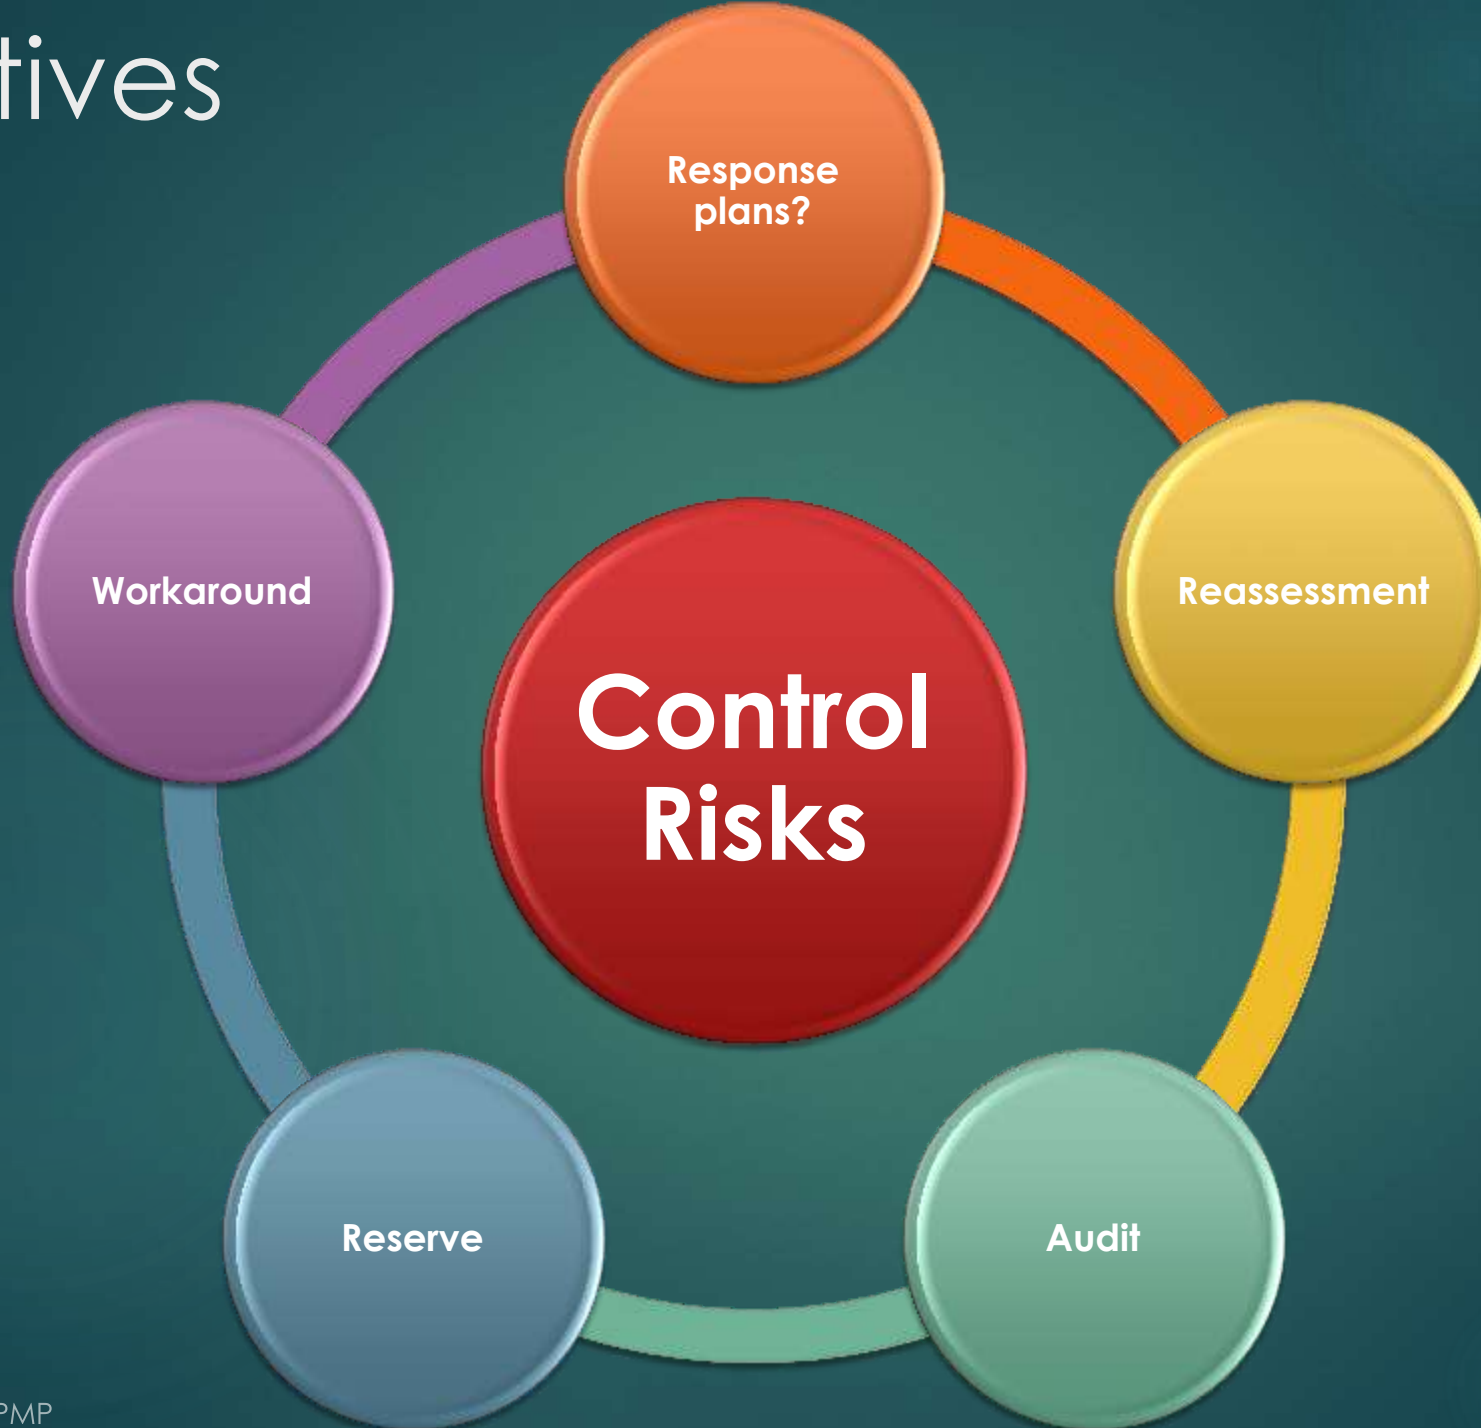 tives
Response
plans?
Workaround
Reassessment
Control
Risks
Reserve
Audit
PMP